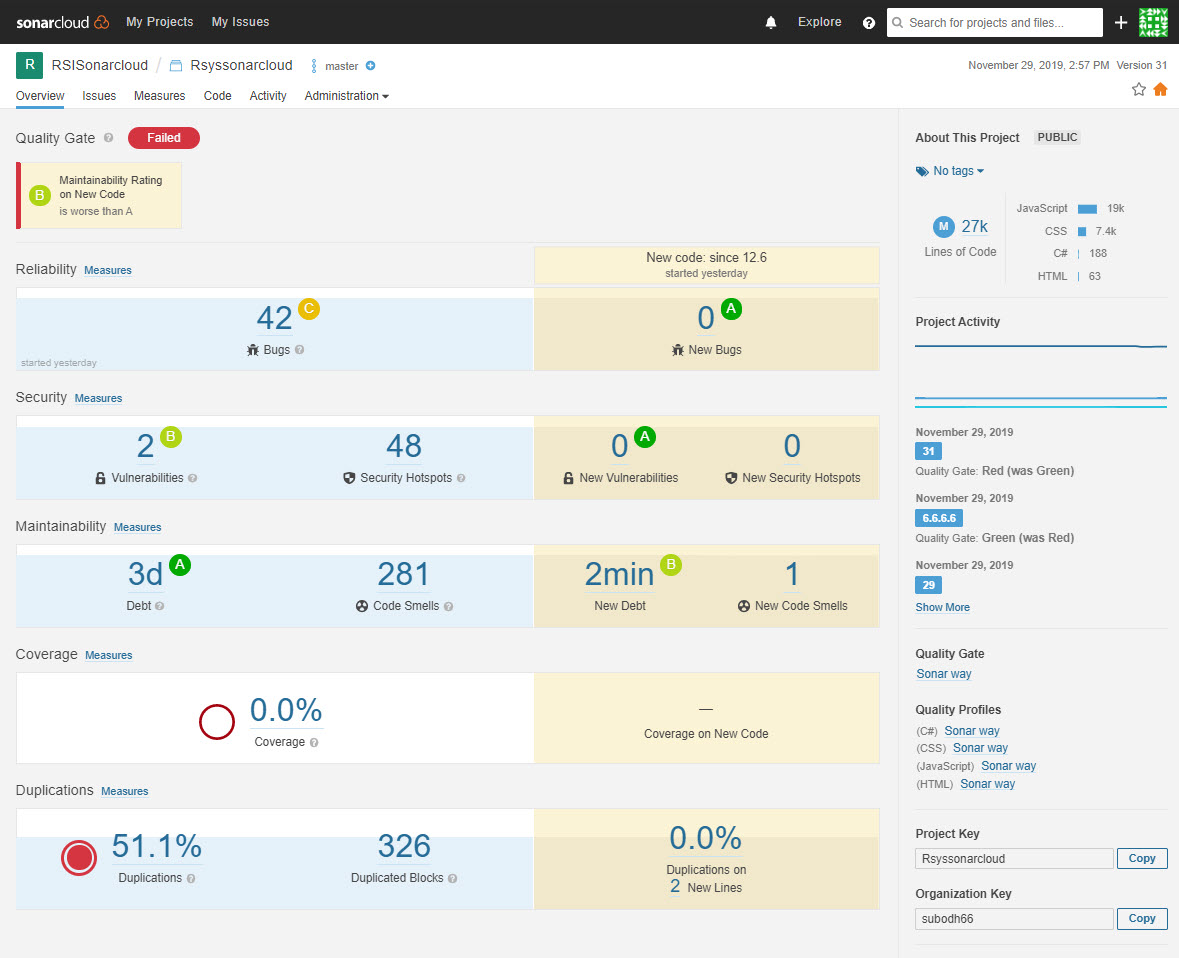 sonarcloud My Projects My Issues Explore ? Search for projects and files... +
R RSISonarcloud / Rsyssonarcloud master
November 29, 2019, 2:57 PM Version 31
Overview Issues Measures Code Activity Administration
Quality Gate ? Failed
B Maintainability Rating
on New Code
is worse than A
New code: since 12.6
started yesterday
Reliability Measures
42 C
Bugs ?
started yesterday
0 A
New Bugs
Security Measures
2 B
Vulnerabilities ?
48
Security Hotspots ?
0 A
New Vulnerabilities
0
New Security Hotspots
Maintainability Measures
3d A
Debt ?
281
Code Smells ?
2min B
New Debt
1
New Code Smells
Coverage Measures
0.0%
Coverage ?
—
Coverage on New Code
Duplications Measures
51.1%
Duplications ?
326
Duplicated Blocks ?
0.0%
Duplications on
2 New Lines
About This Project PUBLIC
No tags
M 27k
Lines of Code
JavaScript 19k
CSS 7.4k
C# 188
HTML 63
Project Activity
November 29, 2019
31
Quality Gate: Red (was Green)
November 29, 2019
6.6.6.6
Quality Gate: Green (was Red)
November 29, 2019
29
Show More
Quality Gate
Sonar way
Quality Profiles
(C#) Sonar way
(CSS) Sonar way
(JavaScript) Sonar way
(HTML) Sonar way
Project Key
Rsyssonarcloud Copy
Organization Key
subodh66 Copy